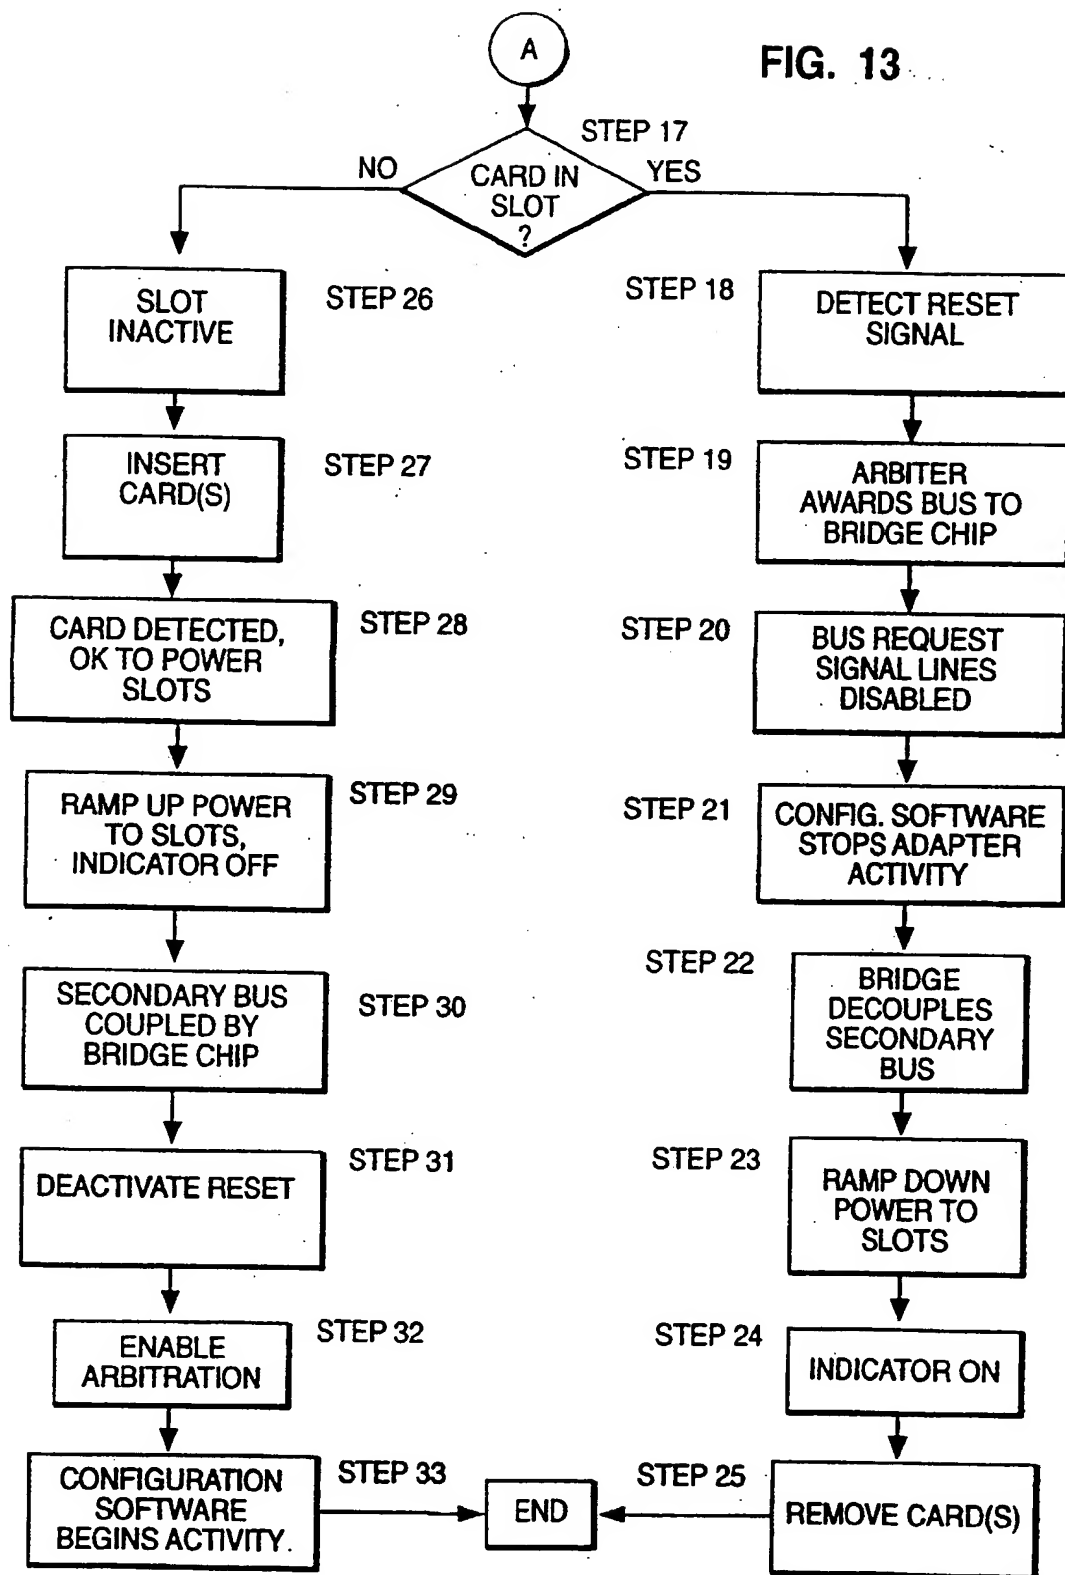 A
FIG. 13
STEP 17
NO
CARD IN
SLOT
?
YES
SLOT
INACTIVE
STEP 26
STEP 18
DETECT RESET
SIGNAL
INSERT
CARD(S)
STEP 27
STEP 19
ARBITER
AWARDS BUS TO
BRIDGE CHIP
CARD DETECTED,
OK TO POWER
SLOTS
STEP 28
STEP 20
BUS REQUEST
SIGNAL LINES
DISABLED
RAMP UP POWER
TO SLOTS,
INDICATOR OFF
STEP 29
STEP 21
CONFIG. SOFTWARE
STOPS ADAPTER
ACTIVITY
SECONDARY BUS
COUPLED BY
BRIDGE CHIP
STEP 30
STEP 22
BRIDGE
DECOUPLES
SECONDARY
BUS
DEACTIVATE RESET
STEP 31
STEP 23
RAMP DOWN
POWER TO
SLOTS
ENABLE
ARBITRATION
STEP 32
STEP 24
INDICATOR ON
CONFIGURATION
SOFTWARE
BEGINS ACTIVITY.
STEP 33
END
STEP 25
REMOVE CARD(S)